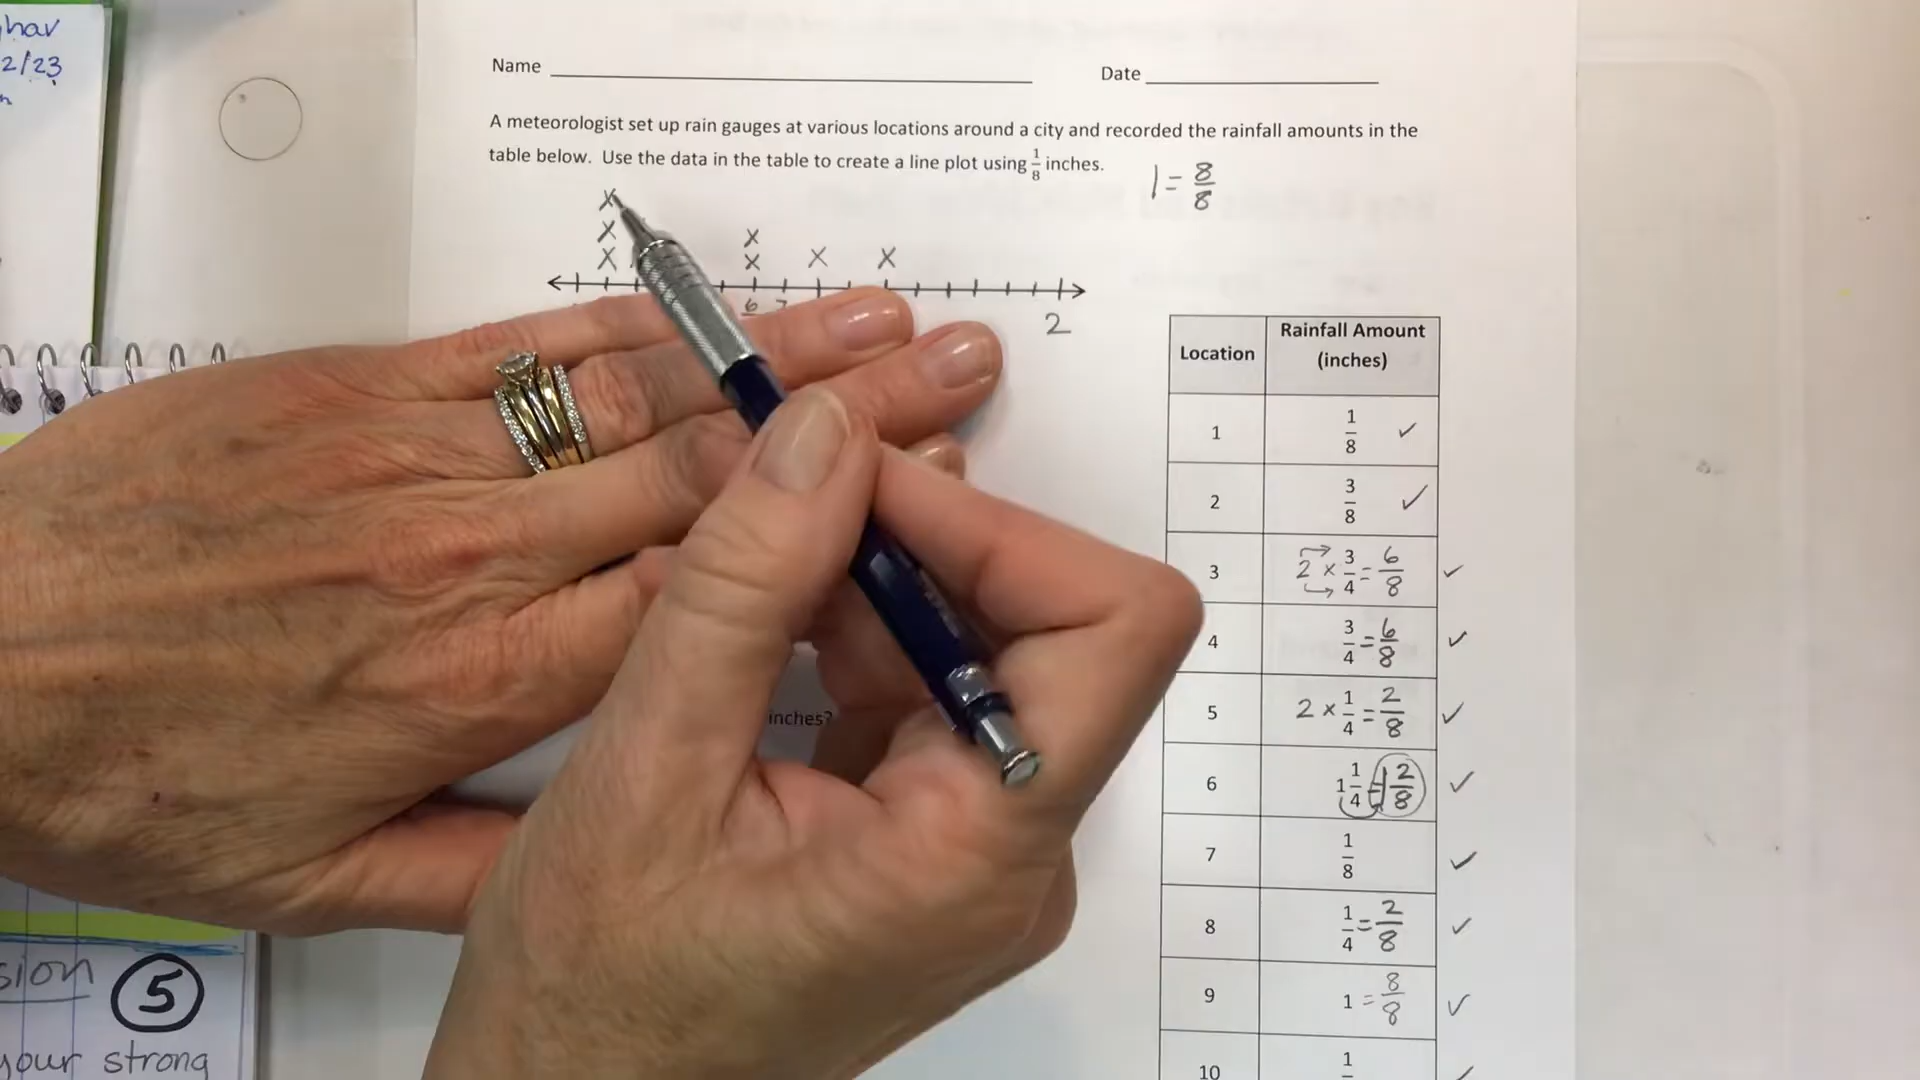 2/23
Name
Date
A meteorologist set up rain gauges at various locations around a city and recorded the rainfall amounts in the
table below. Use the data in the table to create a line plot using 1/8 inches.
1 = 8/8
X
X X
X X X X
6 7
2
Location Rainfall Amount (inches)
1 1/8 ✓
2 3/8 ✓
3 2 × 3/4 = 6/8 ✓
4 3/4 = 6/8 ✓
5 2 × 1/4 = 2/8 ✓
6 1 1/4 = 1 2/8 ✓
7 1/8 ✓
8 1/4 = 2/8 ✓
9 1 = 8/8 ✓
10 1
inches?
sion 5
your strong